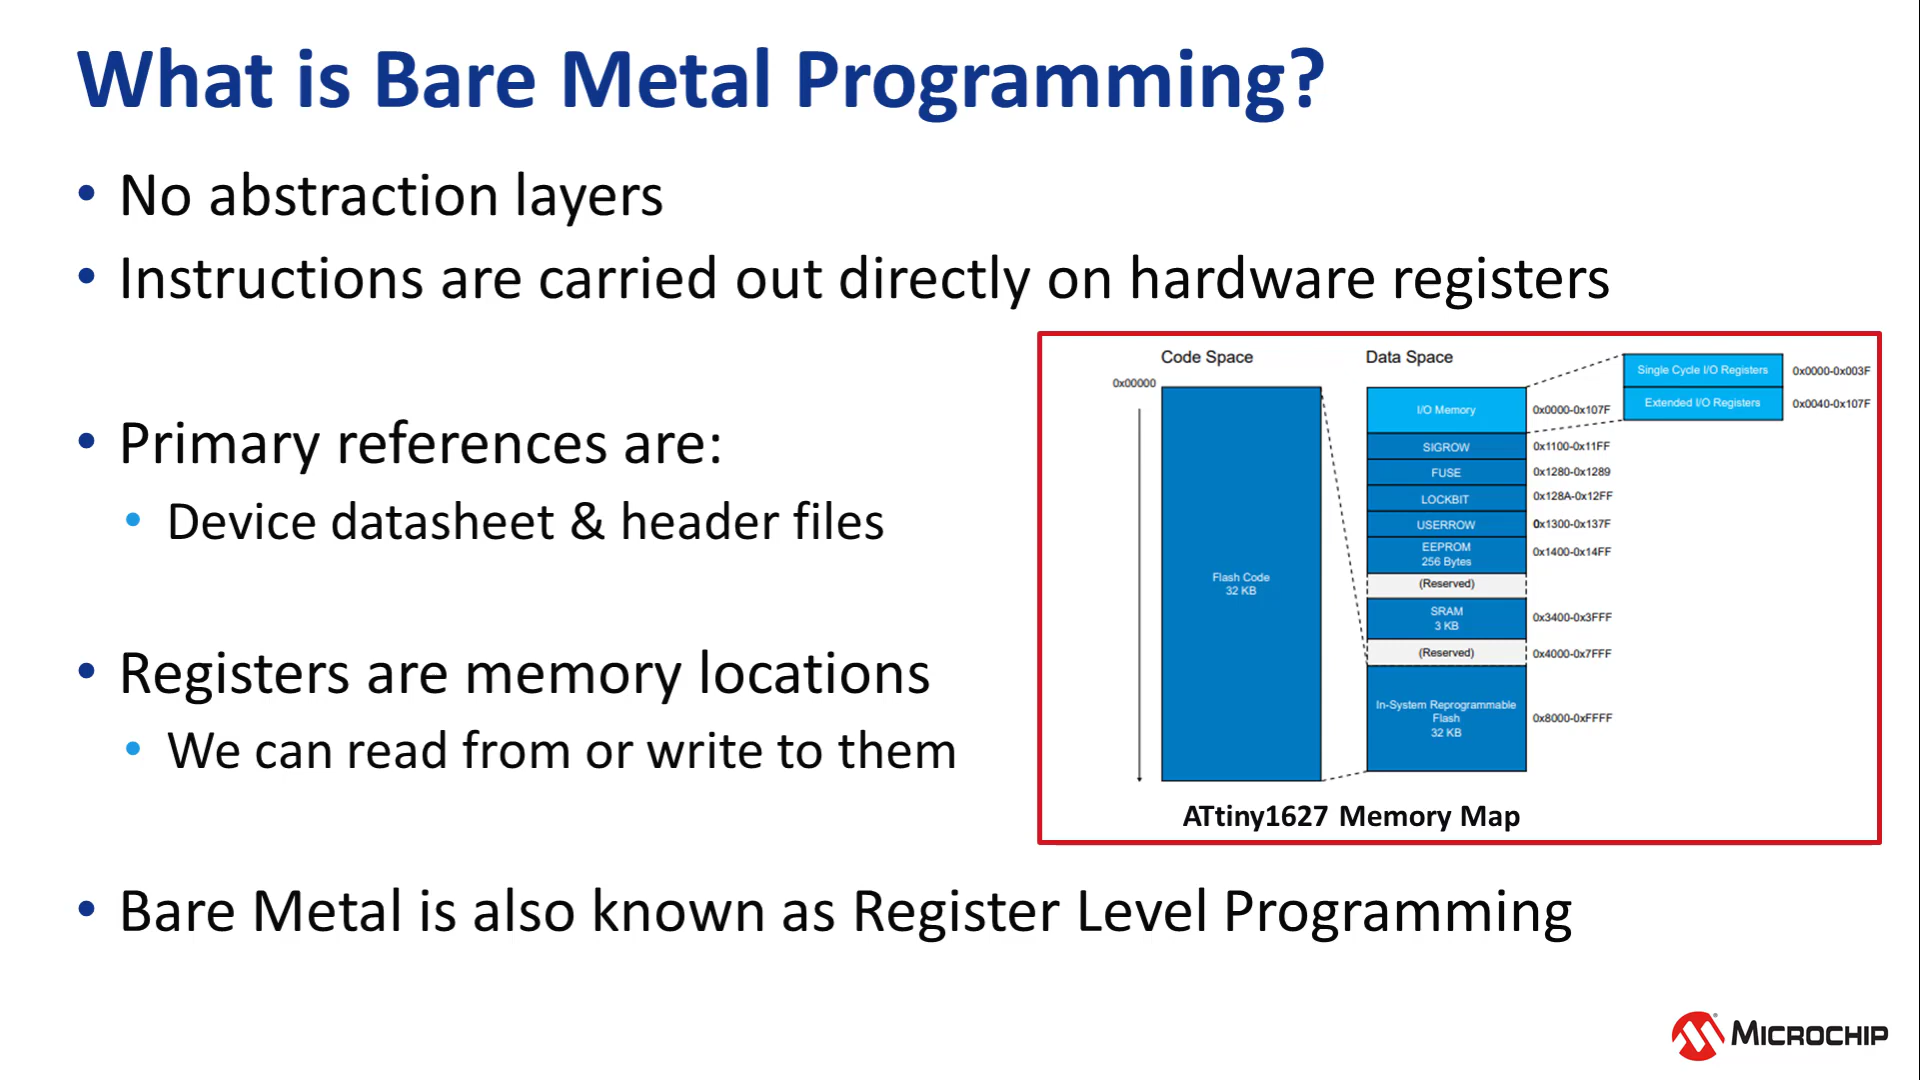 What is Bare Metal Programming?
• No abstraction layers
• Instructions are carried out directly on hardware registers
• Primary references are:
• Device datasheet & header files
• Registers are memory locations
• We can read from or write to them
• Bare Metal is also known as Register Level Programming
Code Space
0x00000
Flash Code
32 KB
Data Space
I/O Memory 0x0000-0x107F
Single Cycle I/O Registers 0x0000-0x003F
Extended I/O Registers 0x0040-0x107F
SIGROW 0x1100-0x11FF
FUSE 0x1280-0x1289
LOCKBIT 0x128A-0x12FF
USERROW 0x1300-0x137F
EEPROM
256 Bytes 0x1400-0x14FF
(Reserved)
SRAM
3 KB 0x3400-0x3FFF
(Reserved) 0x4000-0x7FFF
In-System Reprogrammable
Flash 0x8000-0xFFFF
32 KB
ATtiny1627 Memory Map
MICROCHIP